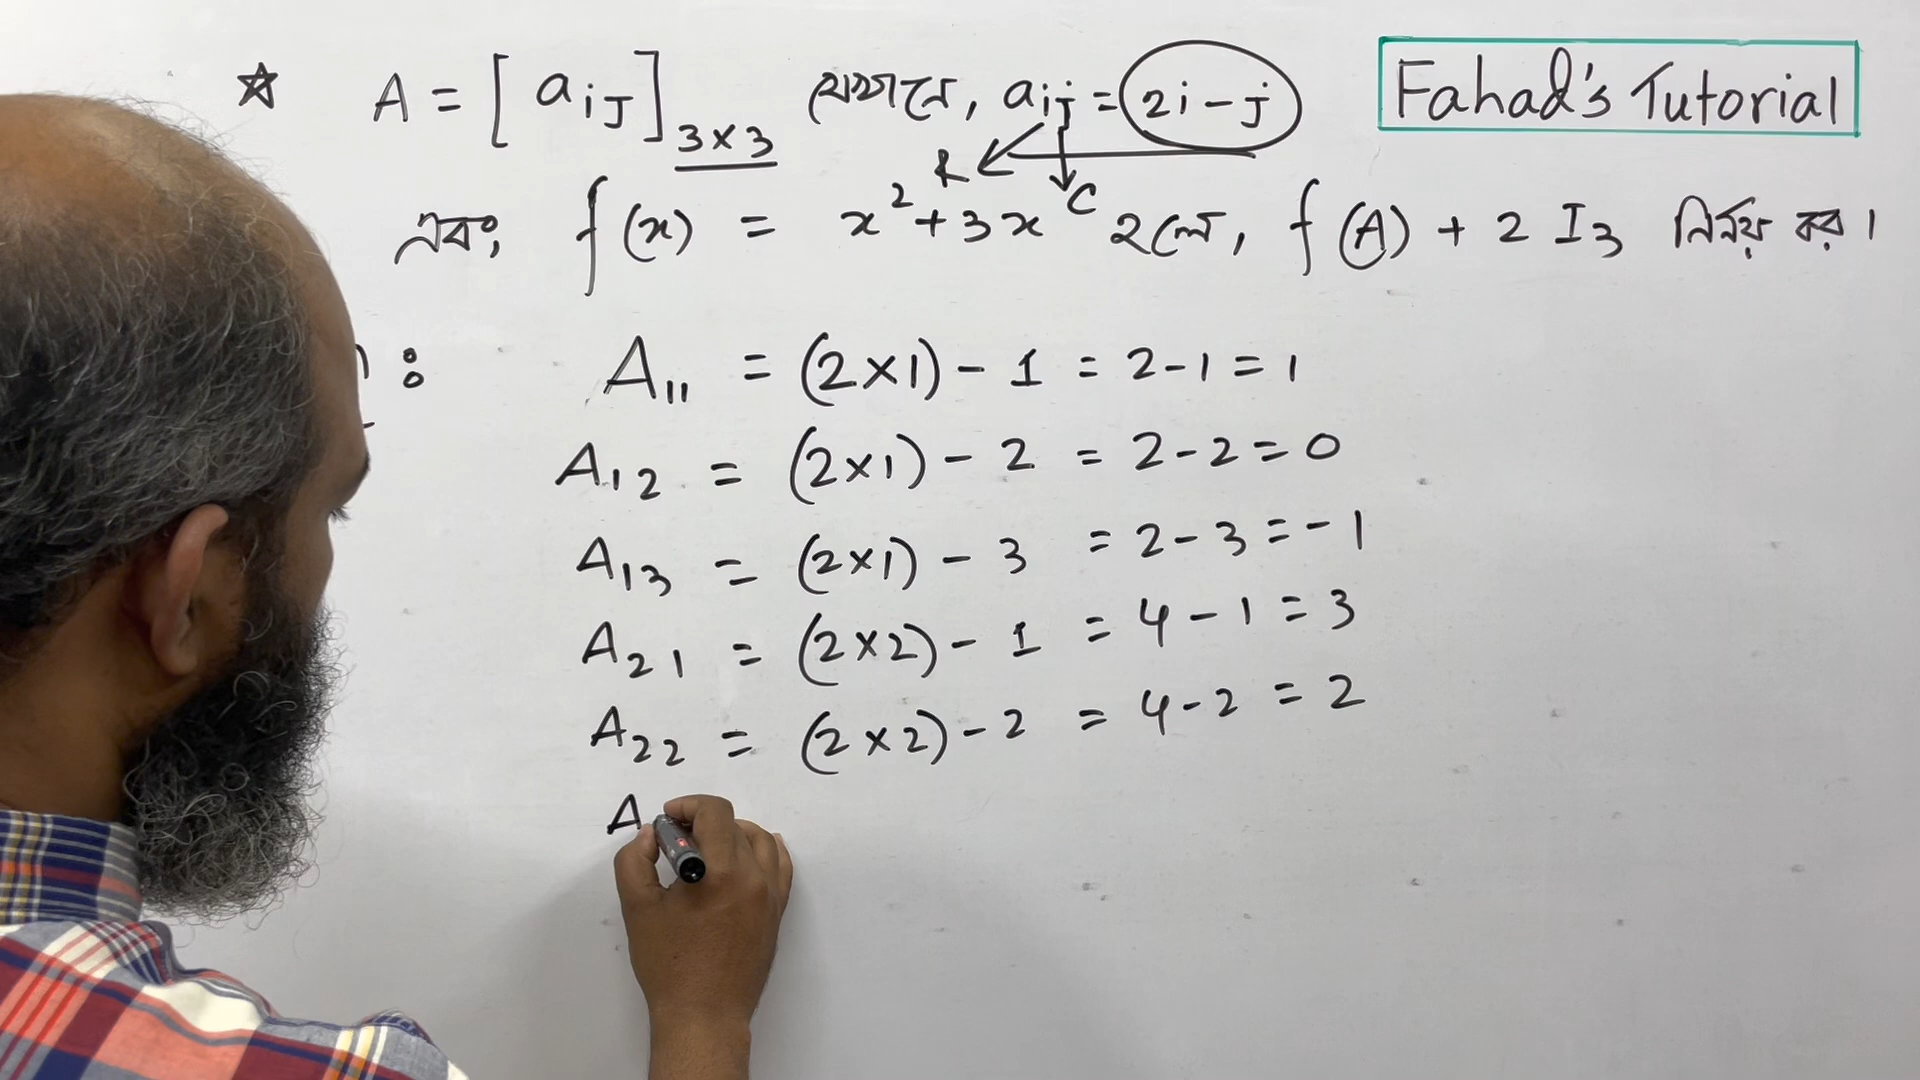 ☆ A = [aij]3×3 যেখানে, aij = 2i - j
Fahad's Tutorial
R C
এবং, f(x) = x² + 3x হলে, f(A) + 2 I3 নির্ণয় কর।
:
A11 = (2×1) - 1 = 2-1 = 1
A12 = (2×1) - 2 = 2-2 = 0
A13 = (2×1) - 3 = 2-3 = -1
A21 = (2×2) - 1 = 4-1 = 3
A22 = (2×2) - 2 = 4-2 = 2
A